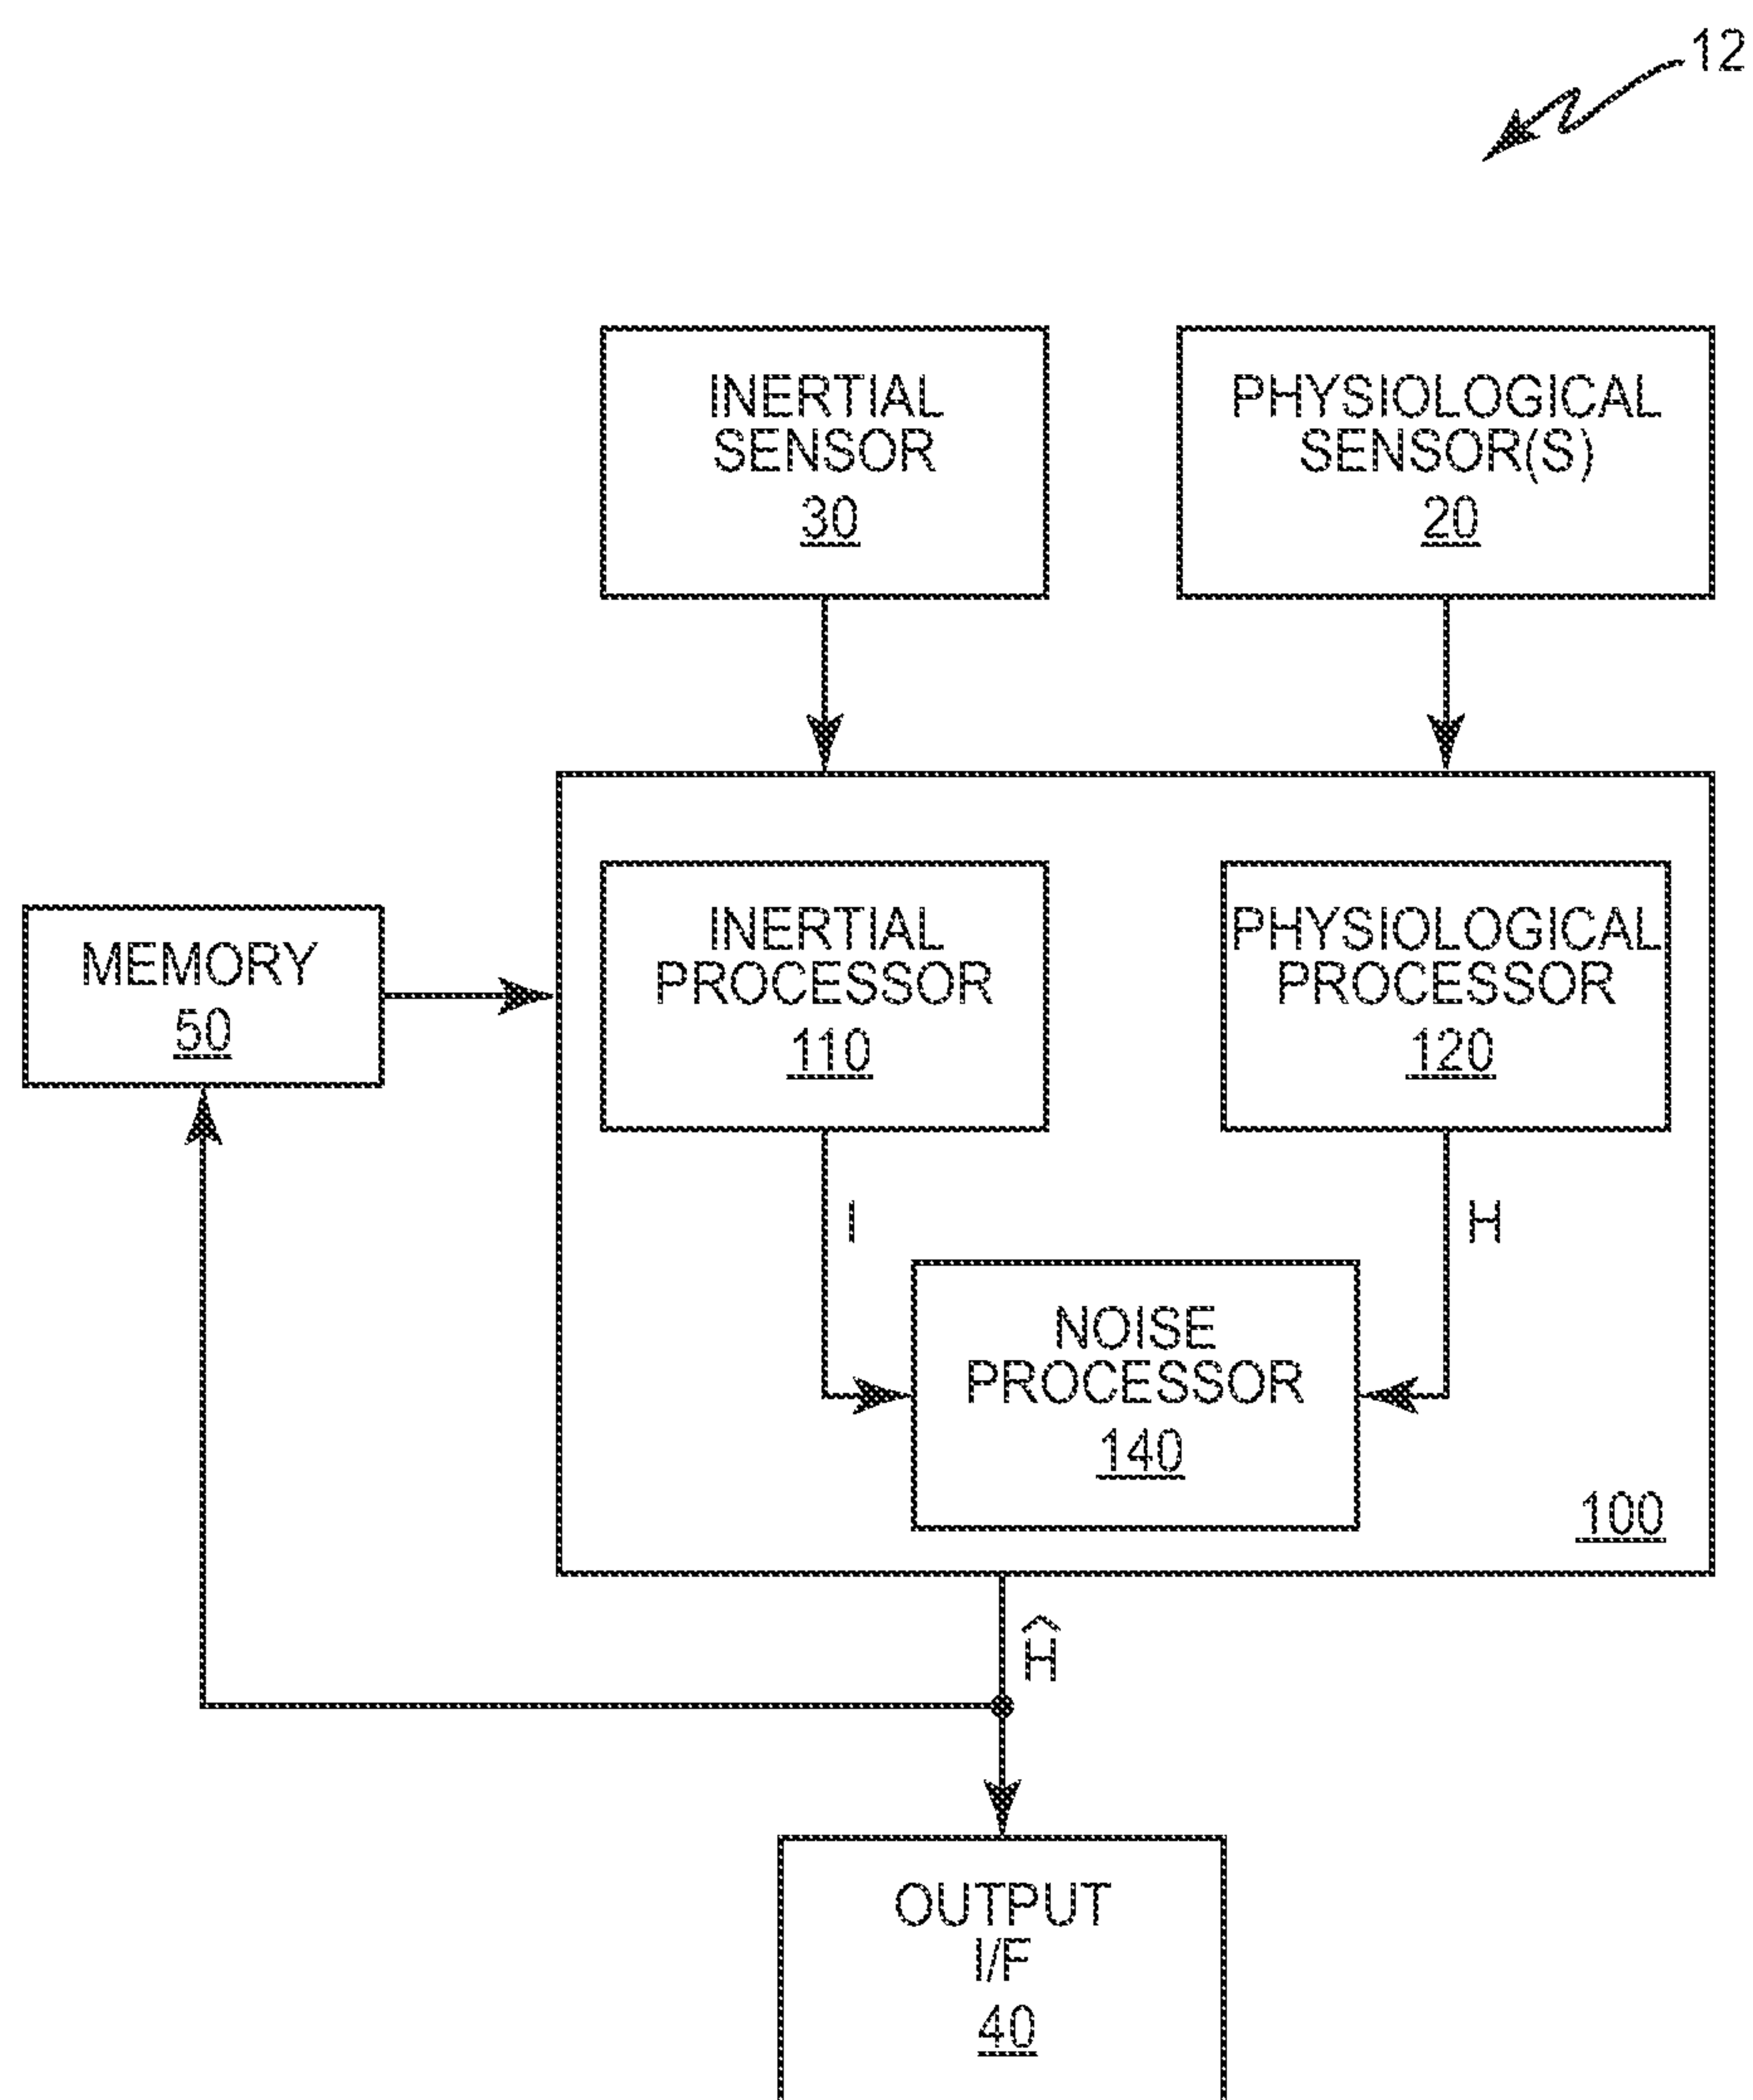 12
INERTIAL
SENSOR
30
PHYSIOLOGICAL
SENSOR(S)
20
MEMORY
50
INERTIAL
PROCESSOR
110
PHYSIOLOGICAL
PROCESSOR
120
I
H
NOISE
PROCESSOR
140
100
Ĥ
OUTPUT
I/F
40